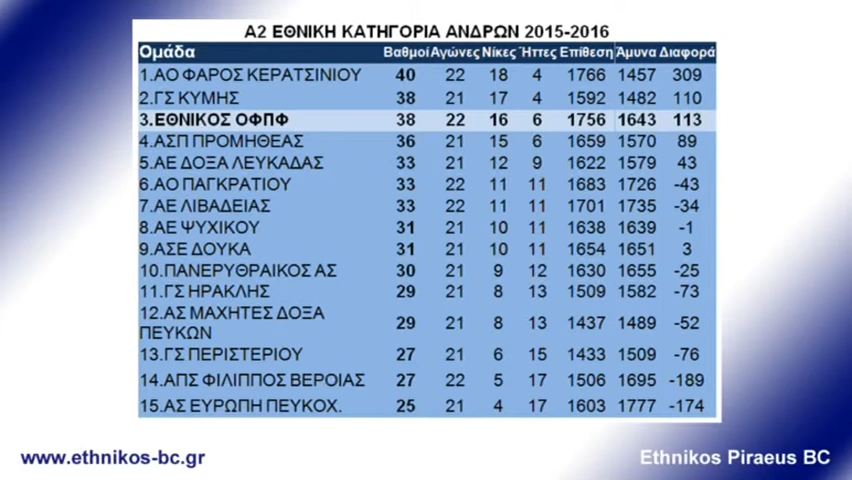 Α2 ΕΘΝΙΚΗ ΚΑΤΗΓΟΡΙΑ ΑΝΔΡΩΝ 2015-2016
Ομάδα Βαθμοί Αγώνες Νίκες Ήττες Επίθεση Άμυνα Διαφορά
1.ΑΟ ΦΑΡΟΣ ΚΕΡΑΤΣΙΝΙΟΥ 40 22 18 4 1766 1457 309
2.ΓΣ ΚΥΜΗΣ 38 21 17 4 1592 1482 110
3.ΕΘΝΙΚΟΣ ΟΦΠΦ 38 22 16 6 1756 1643 113
4.ΑΣΠ ΠΡΟΜΗΘΕΑΣ 36 21 15 6 1659 1570 89
5.ΑΕ ΔΟΞΑ ΛΕΥΚΑΔΑΣ 33 21 12 9 1622 1579 43
6.ΑΟ ΠΑΓΚΡΑΤΙΟΥ 33 22 11 11 1683 1726 -43
7.ΑΕ ΛΙΒΑΔΕΙΑΣ 33 22 11 11 1701 1735 -34
8.ΑΕ ΨΥΧΙΚΟΥ 31 21 10 11 1638 1639 -1
9.ΑΣΕ ΔΟΥΚΑ 31 21 10 11 1654 1651 3
10.ΠΑΝΕΡΥΘΡΑΙΚΟΣ ΑΣ 30 21 9 12 1630 1655 -25
11.ΓΣ ΗΡΑΚΛΗΣ 29 21 8 13 1509 1582 -73
12.ΑΣ ΜΑΧΗΤΕΣ ΔΟΞΑ
ΠΕΥΚΩΝ 29 21 8 13 1437 1489 -52
13.ΓΣ ΠΕΡΙΣΤΕΡΙΟΥ 27 21 6 15 1433 1509 -76
14.ΑΠΣ ΦΙΛΙΠΠΟΣ ΒΕΡΟΙΑΣ 27 22 5 17 1506 1695 -189
15.ΑΣ ΕΥΡΩΠΗ ΠΕΥΚΟΧ. 25 21 4 17 1603 1777 -174
www.ethnikos-bc.gr
Ethnikos Piraeus BC